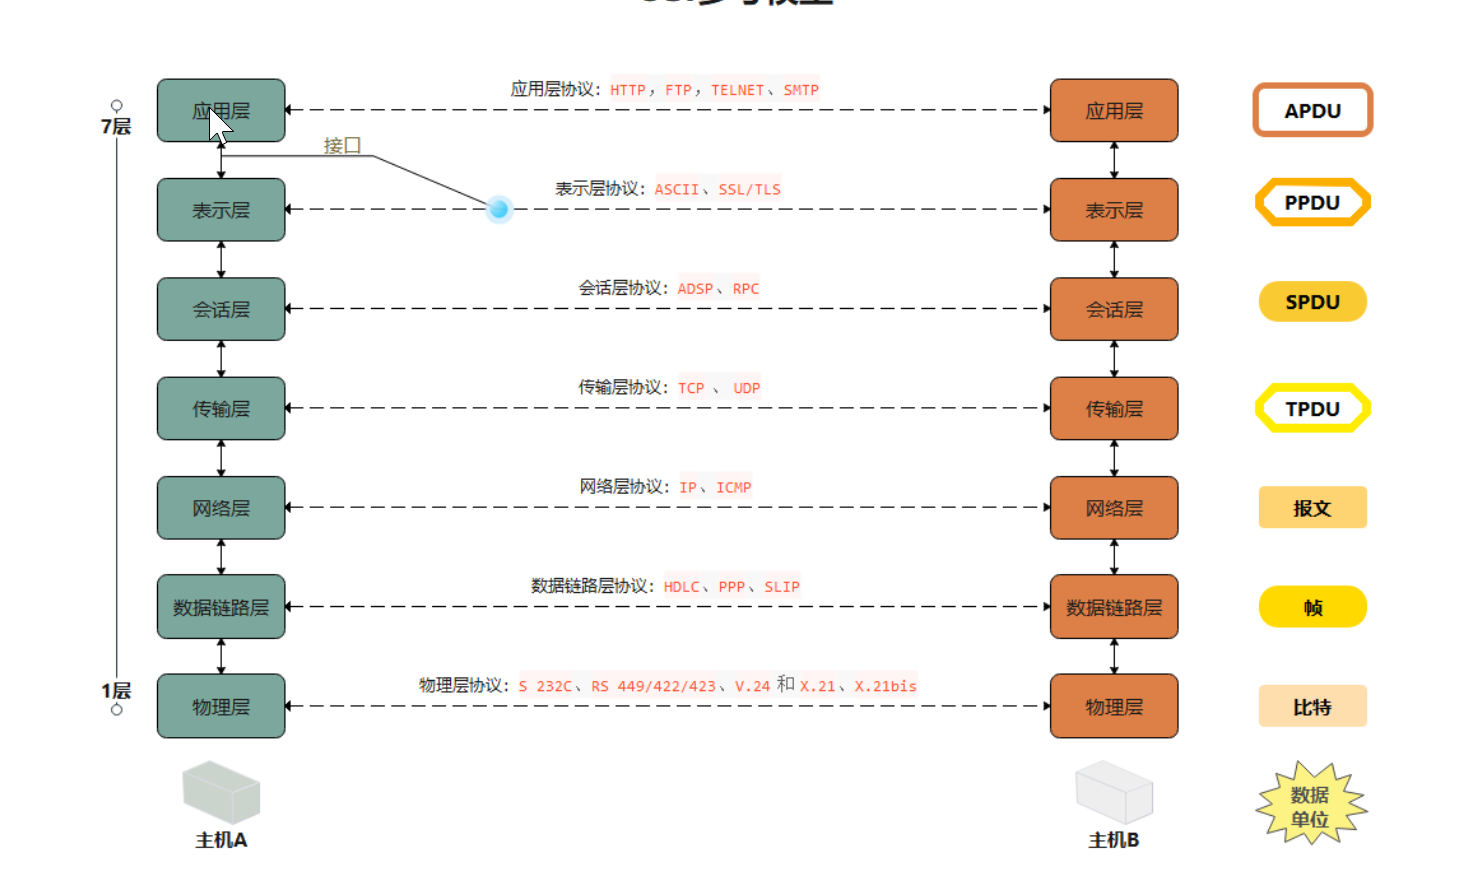 应用层协议：HTTP，FTP，TELNET、SMTP
7层
应用层
应用层
APDU
接口
表示层协议：ASCII、SSL/TLS
表示层
表示层
PPDU
会话层协议：ADSP、RPC
会话层
会话层
SPDU
传输层协议：TCP 、 UDP
传输层
传输层
TPDU
网络层协议：IP、ICMP
网络层
网络层
报文
数据链路层协议：HDLC、PPP、SLIP
数据链路层
数据链路层
帧
物理层协议：S 232C、RS 449/422/423、V.24 和 X.21、X.21bis
1层
物理层
物理层
比特
数据
单位
主机A
主机B